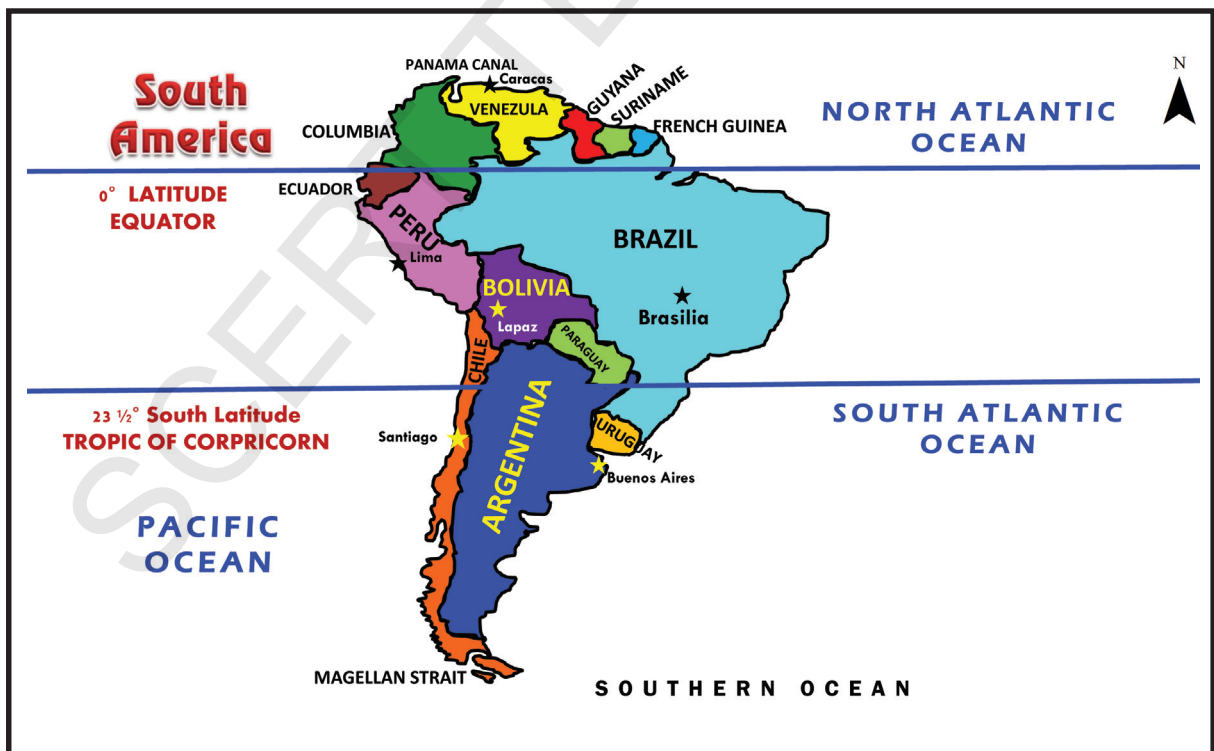 South
America
PANAMA CANAL
Caracas
VENEZULA
GUYANA
SURINAME
FRENCH GUINEA
COLUMBIA
N
NORTH ATLANTIC
OCEAN
0° LATITUDE
EQUATOR
ECUADOR
PERU
Lima
BRAZIL
BOLIVIA
Lapaz
Brasilia
PARAGUAY
CHILE
23 ½° South Latitude
TROPIC OF CORPRICORN
SOUTH ATLANTIC
OCEAN
Santiago
ARGENTINA
URUGUAY
Buenos Aires
PACIFIC
OCEAN
MAGELLAN STRAIT
SOUTHERN OCEAN